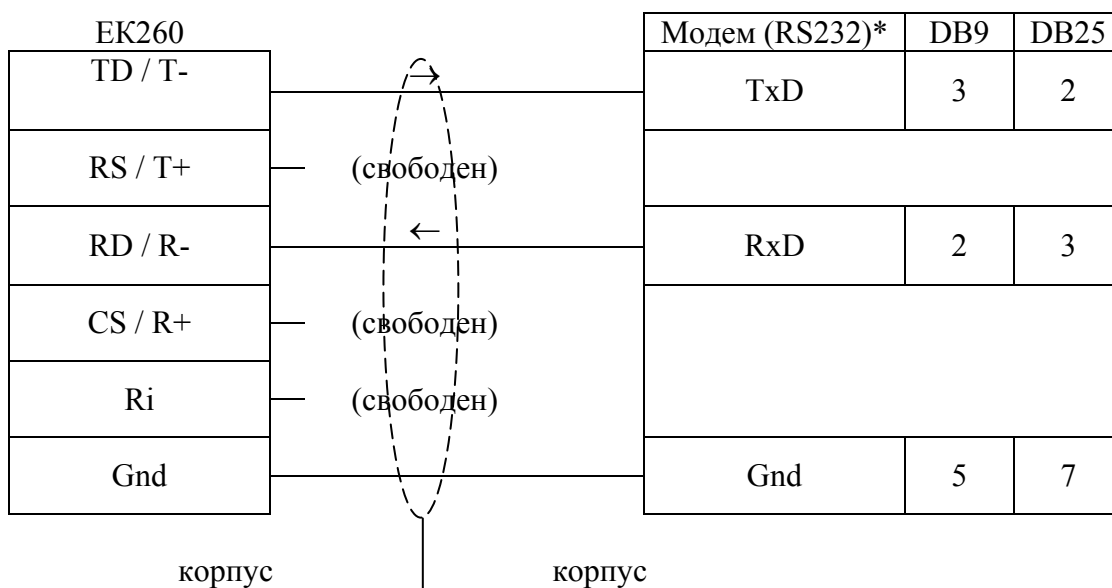 EK260 Модем (RS232)* DB9 DB25
TD / T- → TxD 3 2
RS / T+ (свободен)
RD / R- ← RxD 2 3
CS / R+ (свободен)
Ri (свободен)
Gnd Gnd 5 7
корпус корпус